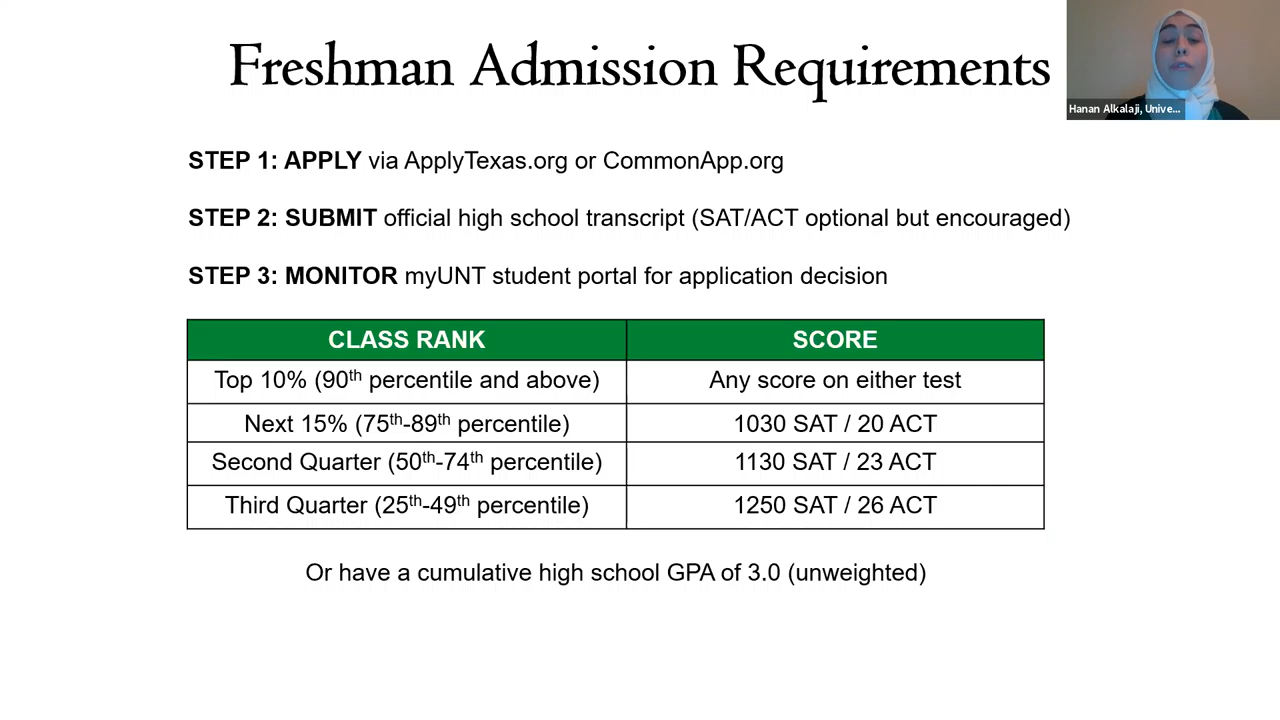 Freshman Admission Requirements
Hanan Alkalaji, Unive...
STEP 1: APPLY via ApplyTexas.org or CommonApp.org
STEP 2: SUBMIT official high school transcript (SAT/ACT optional but encouraged)
STEP 3: MONITOR myUNT student portal for application decision
CLASS RANK SCORE
Top 10% (90th percentile and above) Any score on either test
Next 15% (75th-89th percentile) 1030 SAT / 20 ACT
Second Quarter (50th-74th percentile) 1130 SAT / 23 ACT
Third Quarter (25th-49th percentile) 1250 SAT / 26 ACT
Or have a cumulative high school GPA of 3.0 (unweighted)